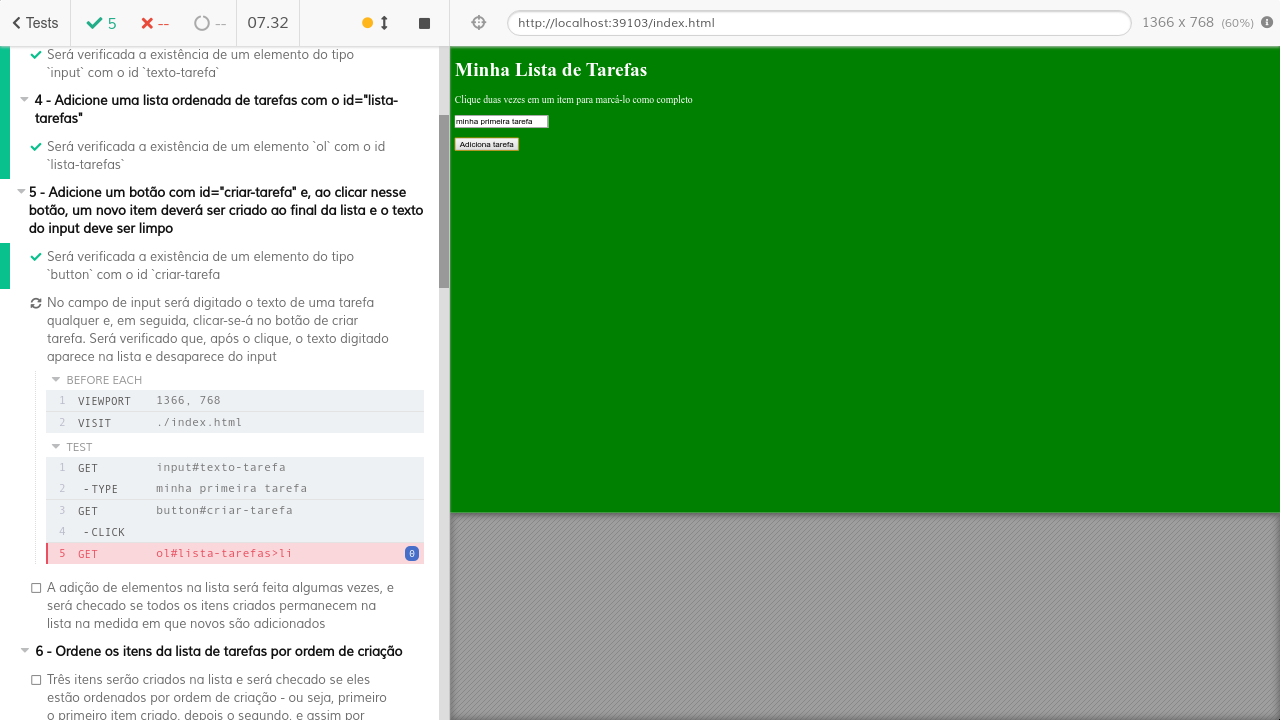 Tests
5
--
--
07.32
http://localhost:39103/index.html
1366 x 768 (60%)
Será verificada a existência de um elemento do tipo
`input` com o id `texto-tarefa`
4 - Adicione uma lista ordenada de tarefas com o id="lista-
tarefas"
Será verificada a existência de um elemento `ol` com o id
`lista-tarefas`
5 - Adicione um botão com id="criar-tarefa" e, ao clicar nesse
botão, um novo item deverá ser criado ao final da lista e o texto
do input deve ser limpo
Será verificada a existência de um elemento do tipo
`button` com o id `criar-tarefa
No campo de input será digitado o texto de uma tarefa
qualquer e, em seguida, clicar-se-á no botão de criar
tarefa. Será verificado que, após o clique, o texto digitado
aparece na lista e desaparece do input
BEFORE EACH
1 VIEWPORT 1366, 768
2 VISIT ./index.html
TEST
1 GET input#texto-tarefa
2 -TYPE minha primeira tarefa
3 GET button#criar-tarefa
4 -CLICK
5 GET ol#lista-tarefas>li 0
A adição de elementos na lista será feita algumas vezes, e
será checado se todos os itens criados permanecem na
lista na medida em que novos são adicionados
6 - Ordene os itens da lista de tarefas por ordem de criação
Três itens serão criados na lista e será checado se eles
estão ordenados por ordem de criação - ou seja, primeiro
o primeiro item criado, depois o segundo, e assim por
Minha Lista de Tarefas
Clique duas vezes em um item para marcá-lo como completo
minha primeira tarefa
Adiciona tarefa